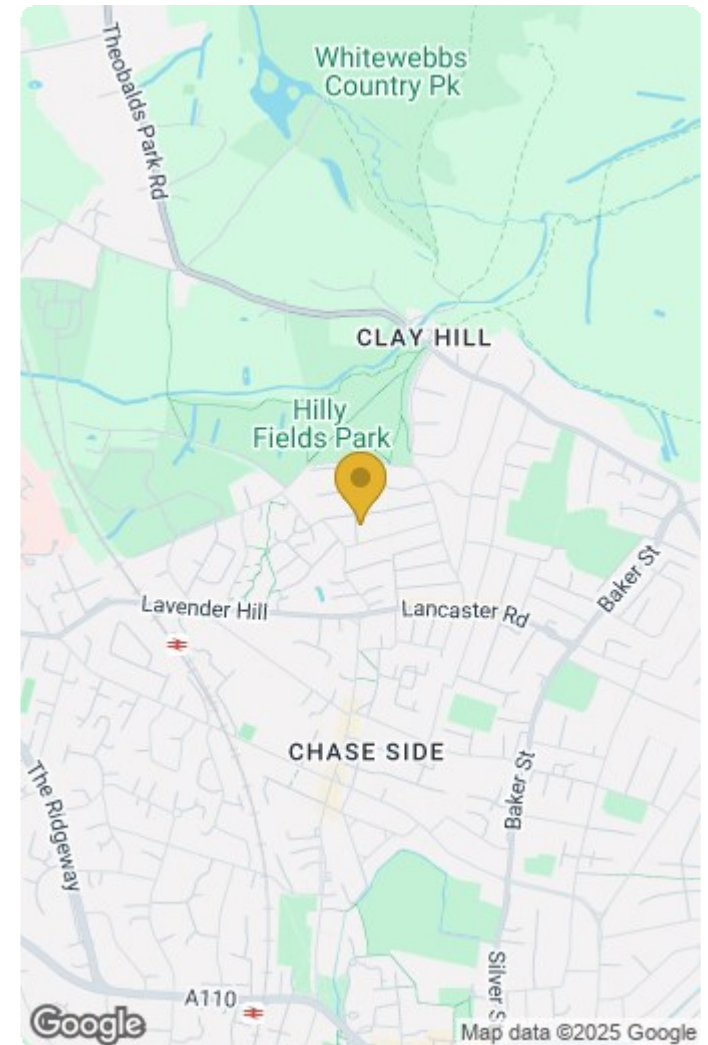 Theobalds Park Rd
Whitewebbs
Country Pk
CLAY HILL
Hilly
Fields Park
Baker St
Lavender Hill
Lancaster Rd
CHASE SIDE
Baker St
The Ridgeway
Silver S
A110
Google
Map data ©2025 Google